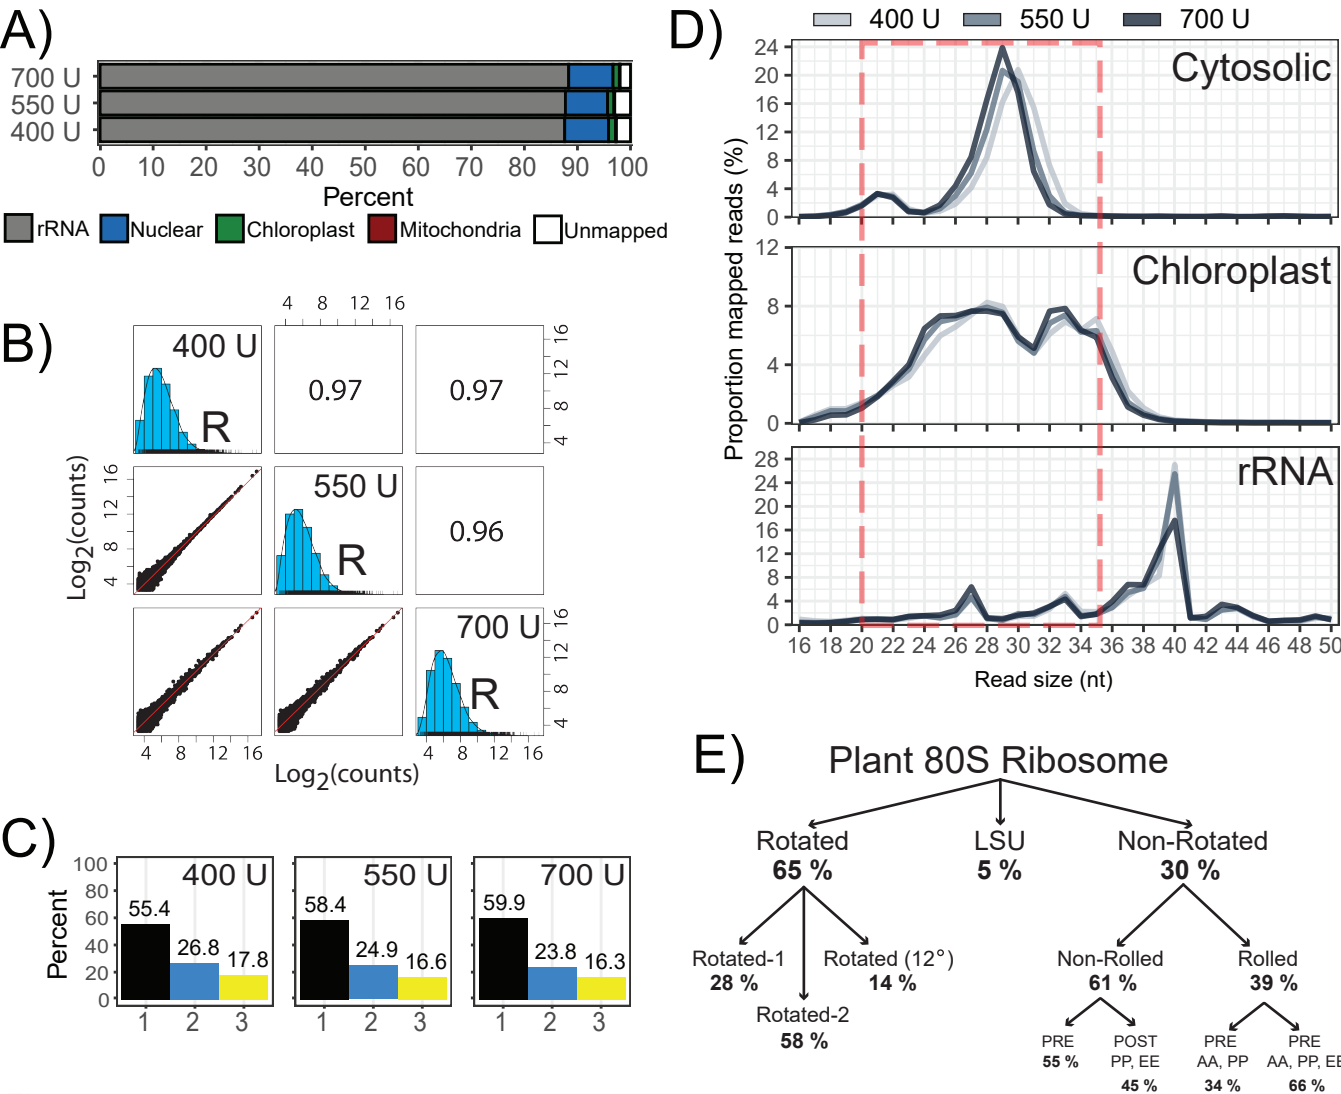 A)
700 U
550 U
400 U
0 10 20 30 40 50 60 70 80 90 100
Percent
rRNA Nuclear Chloroplast Mitochondria Unmapped
B)
4 8 12 16
400 U
R
0.97
0.97
16
12
8
4
Log2(counts)
16
12
8
4
550 U
R
0.96
700 U
R
16
12
8
4
4 8 12 16
4 8 12 16
Log2(counts)
C)
Percent
100
80
60
40
20
0
400 U
55.4
26.8
17.8
1 2 3
550 U
58.4
24.9
16.6
1 2 3
700 U
59.9
23.8
16.3
1 2 3
D)
400 U 550 U 700 U
Proportion mapped reads (%)
Cytosolic
24
20
16
12
8
4
0
Chloroplast
12
8
4
0
rRNA
28
24
20
16
12
8
4
0
16 18 20 22 24 26 28 30 32 34 36 38 40 42 44 46 48 50
Read size (nt)
E)
Plant 80S Ribosome
Rotated LSU Non-Rotated
65 % 5 % 30 %
Rotated-1 Rotated (12°) Non-Rolled Rolled
28 % 14 % 61 % 39 %
Rotated-2
58 %
PRE POST PRE PRE
55 % PP, EE AA, PP AA, PP, EE
45 % 34 % 66 %